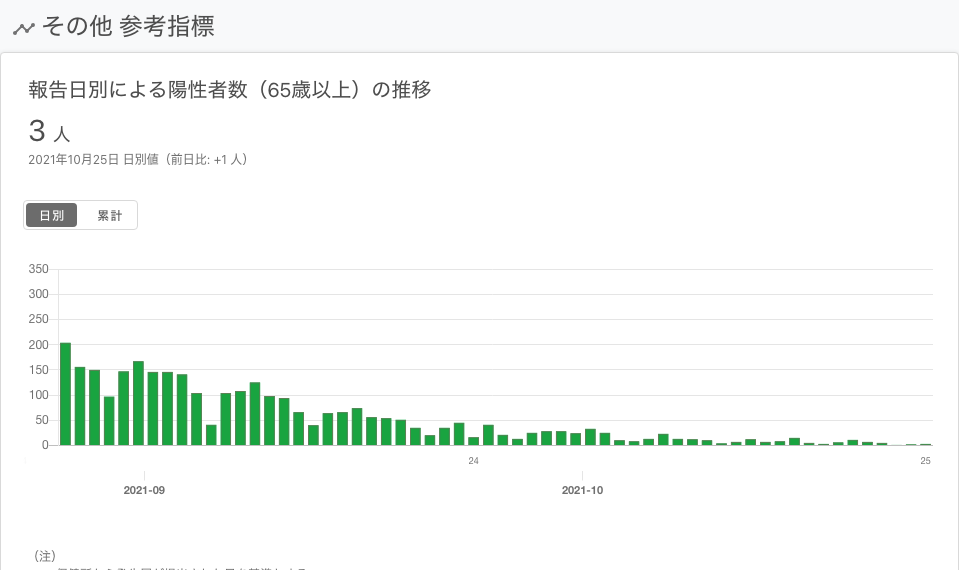 その他 参考指標
報告日別による陽性者数（65歳以上）の推移
3 人
2021年10月25日 日別値（前日比: +1 人）
日別 累計
350
300
250
200
150
100
50
0
24 25
2021-09 2021-10
（注）